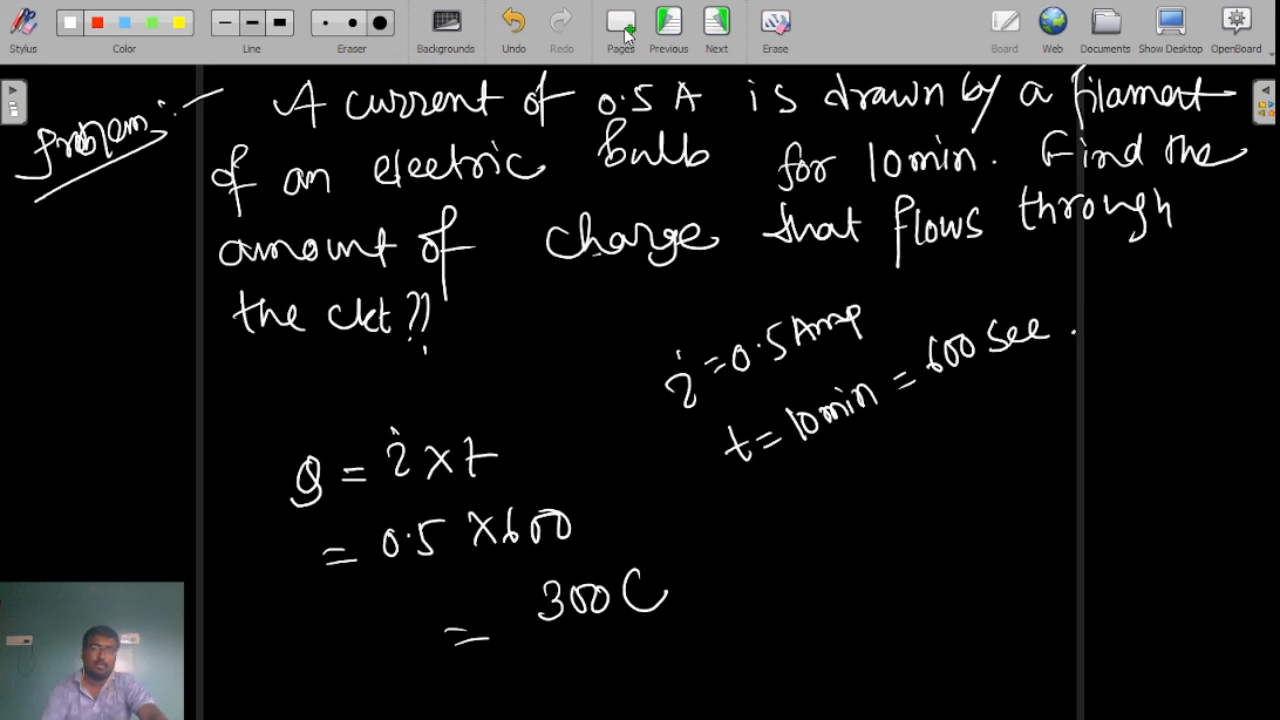 Stylus
Color
Line
Eraser
Backgrounds
Undo
Redo
Pages
Previous
Next
Erase
Board
Web
Documents
Show Desktop
OpenBoard
Problem:- A current of 0.5 A is drawn by a filament
of an electric bulb for 10min. Find the
amount of charge that flows through
the ckt??
i = 0.5 Amp
t = 10min = 600 Sec.
Q = i × t
= 0.5 × 600
= 300 C